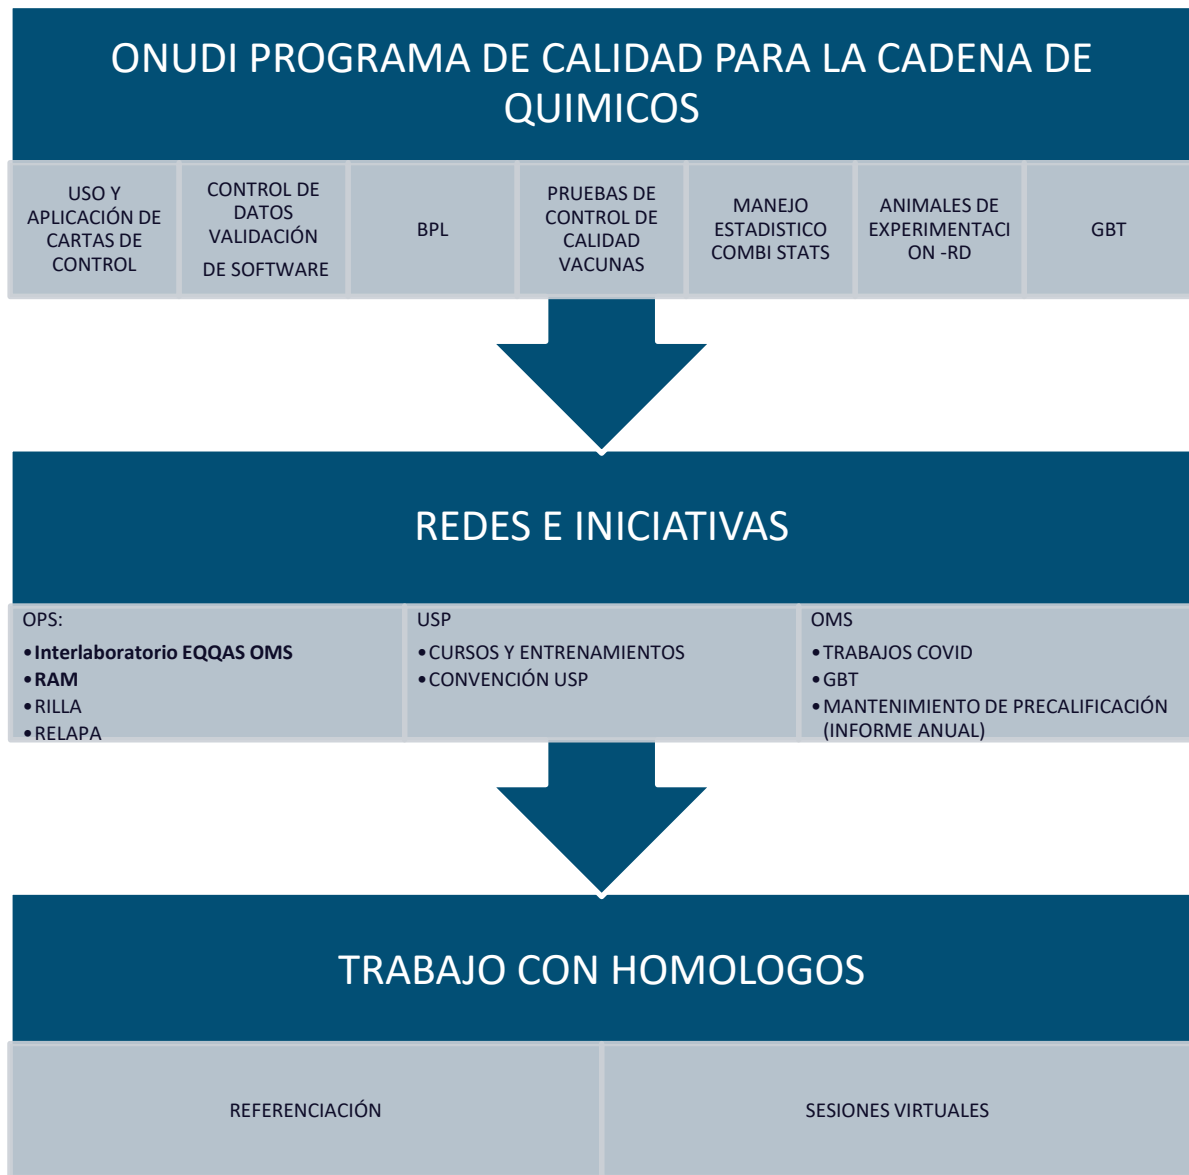 ONUDI PROGRAMA DE CALIDAD PARA LA CADENA DE
QUIMICOS
USO Y
APLICACIÓN DE
CARTAS DE
CONTROL
CONTROL DE
DATOS
VALIDACIÓN
DE SOFTWARE
BPL
PRUEBAS DE
CONTROL DE
CALIDAD
VACUNAS
MANEJO
ESTADISTICO
COMBI STATS
ANIMALES DE
EXPERIMENTACI
ON -RD
GBT
REDES E INICIATIVAS
OPS:
•Interlaboratorio EQQAS OMS
•RAM
•RILLA
•RELAPA
USP
•CURSOS Y ENTRENAMIENTOS
•CONVENCIÓN USP
OMS
•TRABAJOS COVID
•GBT
•MANTENIMIENTO DE PRECALIFICACIÓN
(INFORME ANUAL)
TRABAJO CON HOMOLOGOS
REFERENCIACIÓN
SESIONES VIRTUALES